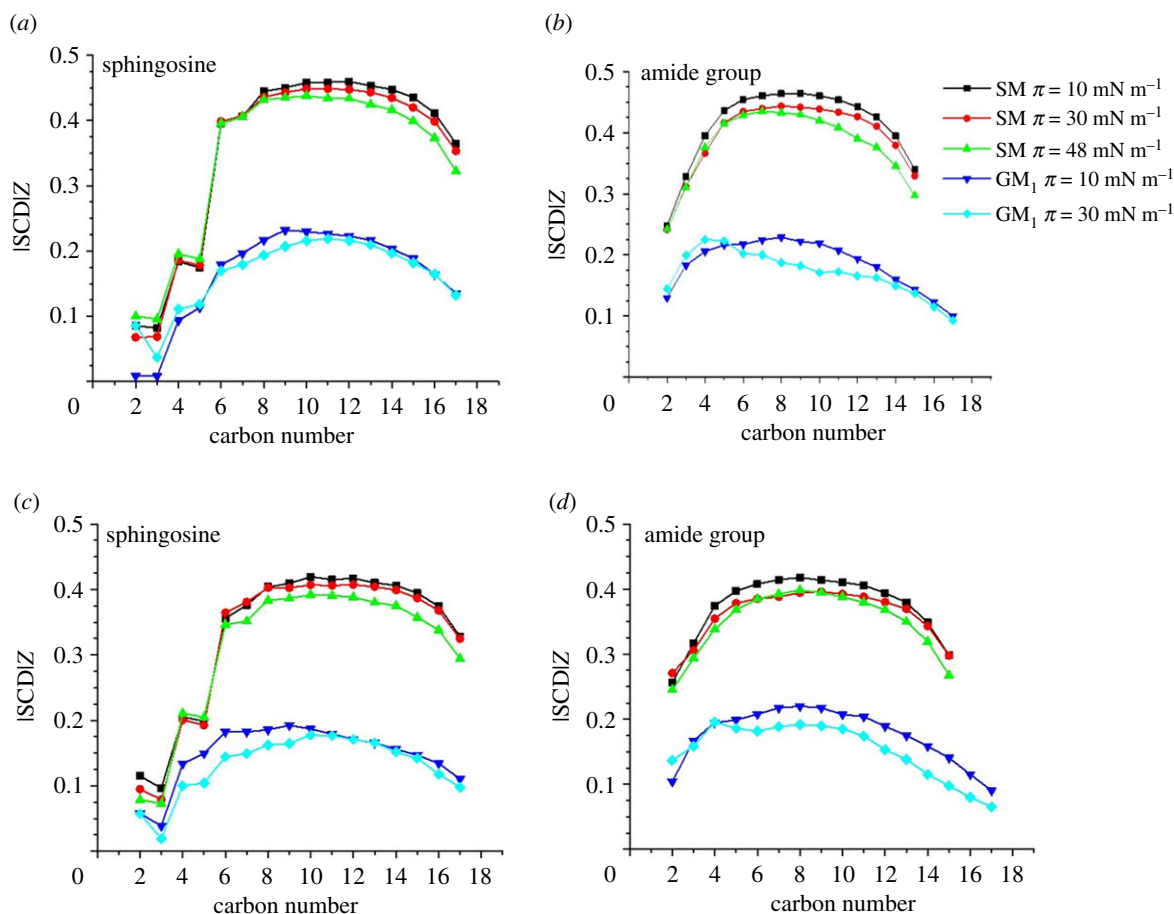 (a)
sphingosine
0.5
0.4
0.3
0.2
0.1
0
2 4 6 8 10 12 14 16 18
|SCD|Z
carbon number
(b)
amide group
0.5
0.4
0.3
0.2
0.1
0
2 4 6 8 10 12 14 16 18
carbon number
SM π = 10 mN m⁻¹
SM π = 30 mN m⁻¹
SM π = 48 mN m⁻¹
GM₁ π = 10 mN m⁻¹
GM₁ π = 30 mN m⁻¹
(c)
sphingosine
0.5
0.4
0.3
0.2
0.1
0
2 4 6 8 10 12 14 16 18
|SCD|Z
carbon number
(d)
amide group
0.5
0.4
0.3
0.2
0.1
0
2 4 6 8 10 12 14 16 18
carbon number